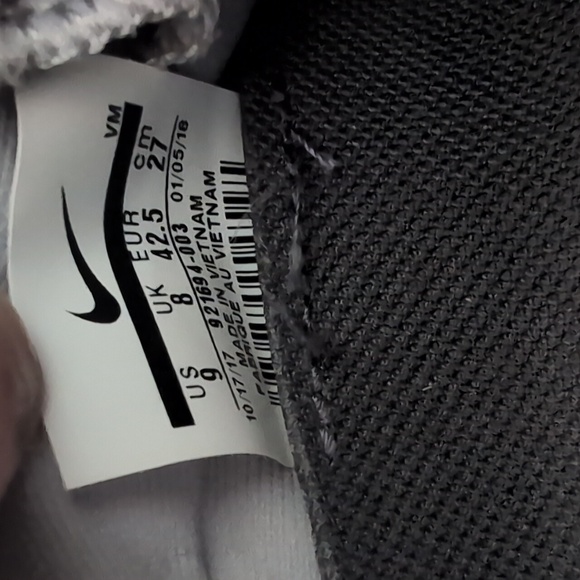 VM
US UK EUR cm
9 8 42.5 27
921694-003 01/05/18
10/17/17 MADE IN/AU VIETNAM
FABRIQUE VIETNAM